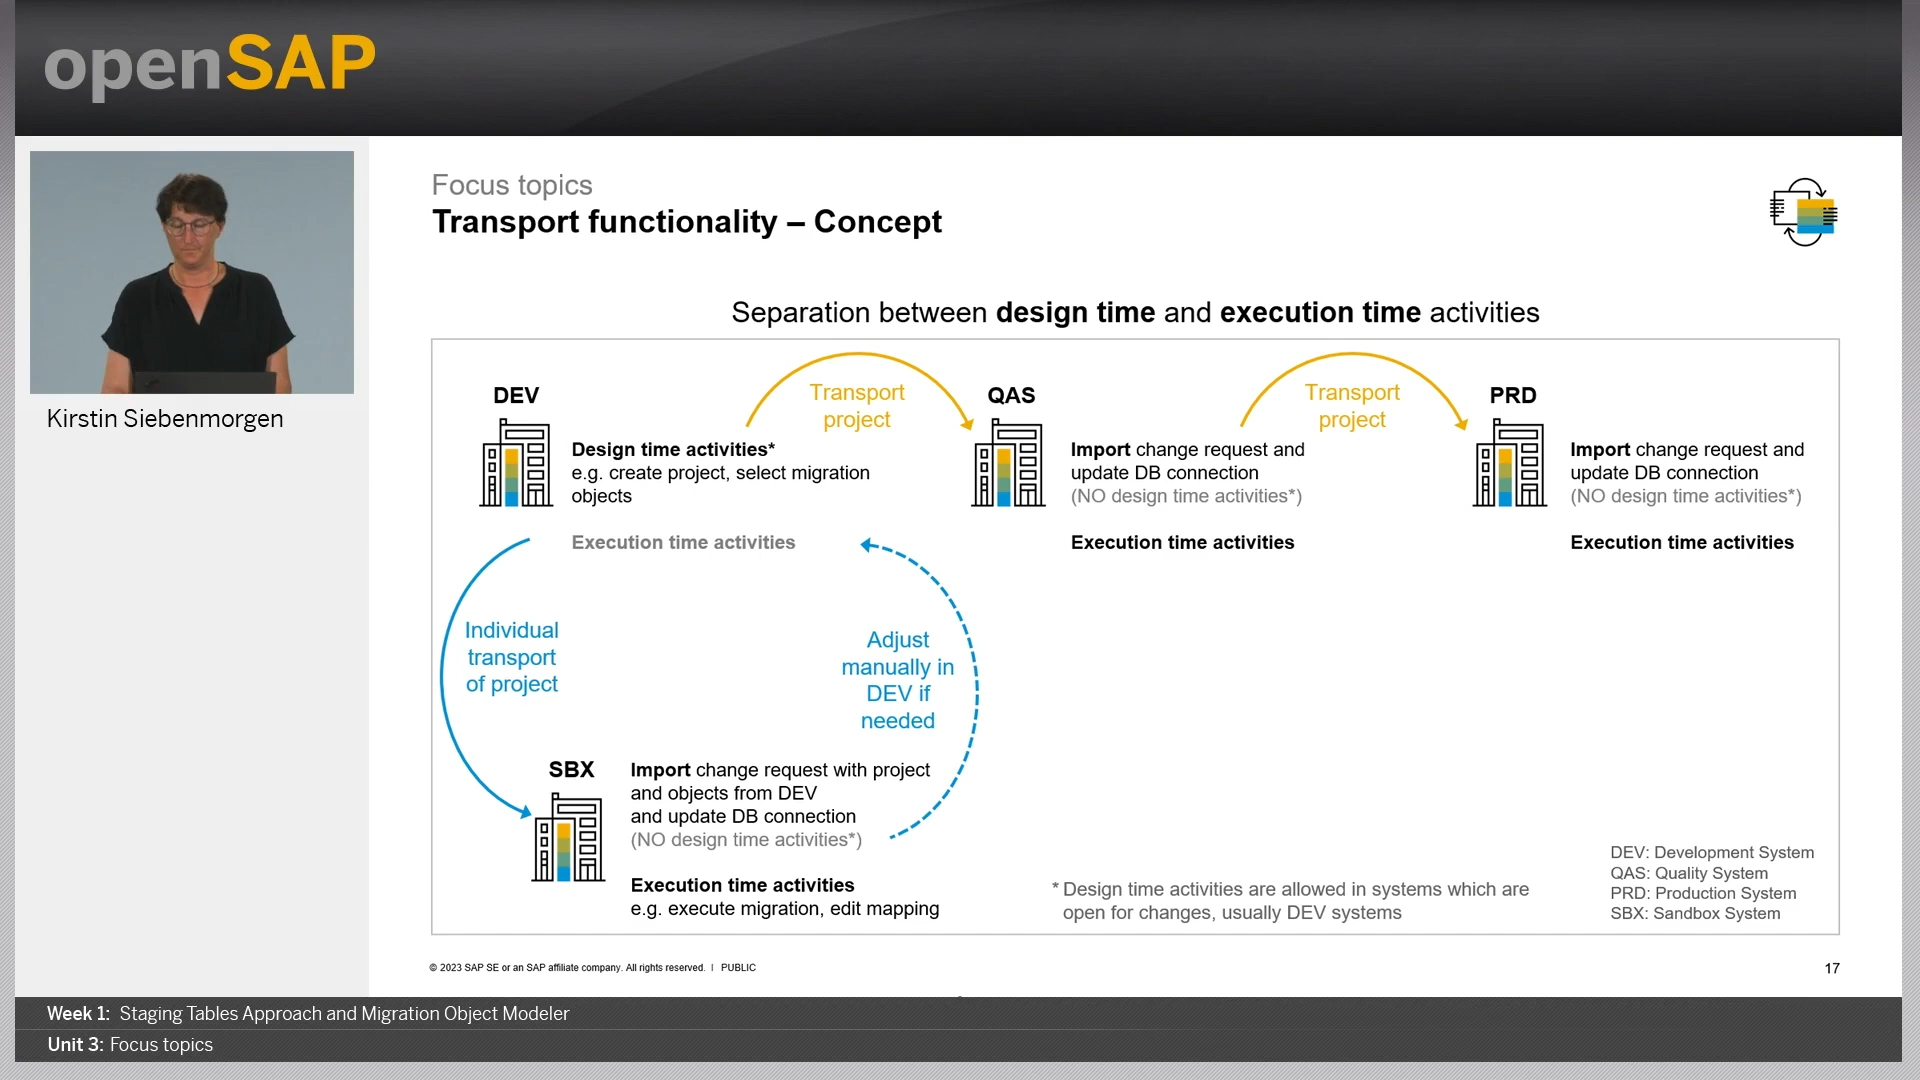 openSAP
Kirstin Siebenmorgen
Focus topics
Transport functionality – Concept
Separation between design time and execution time activities
DEV
Design time activities*
e.g. create project, select migration
objects
Execution time activities
Transport
project
QAS
Import change request and
update DB connection
(NO design time activities*)
Execution time activities
Transport
project
PRD
Import change request and
update DB connection
(NO design time activities*)
Execution time activities
Individual
transport
of project
Adjust
manually in
DEV if
needed
SBX
Import change request with project
and objects from DEV
and update DB connection
(NO design time activities*)
Execution time activities
e.g. execute migration, edit mapping
* Design time activities are allowed in systems which are
open for changes, usually DEV systems
DEV: Development System
QAS: Quality System
PRD: Production System
SBX: Sandbox System
© 2023 SAP SE or an SAP affiliate company. All rights reserved. | PUBLIC
17
Week 1: Staging Tables Approach and Migration Object Modeler
Unit 3: Focus topics